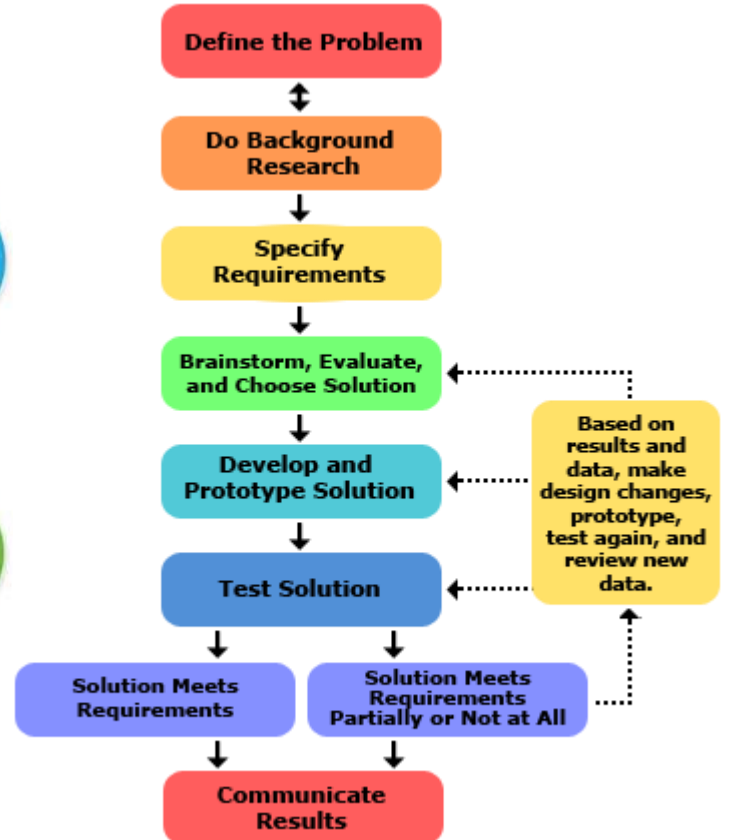 Define the Problem
Do Background
Research
Specify
Requirements
Brainstorm, Evaluate,
and Choose Solution
Based on
results and
data, make
design changes,
prototype,
test again, and
review new
data.
Develop and
Prototype Solution
Test Solution
Solution Meets
Requirements
Solution Meets
Requirements
Partially or Not at All
Communicate
Results